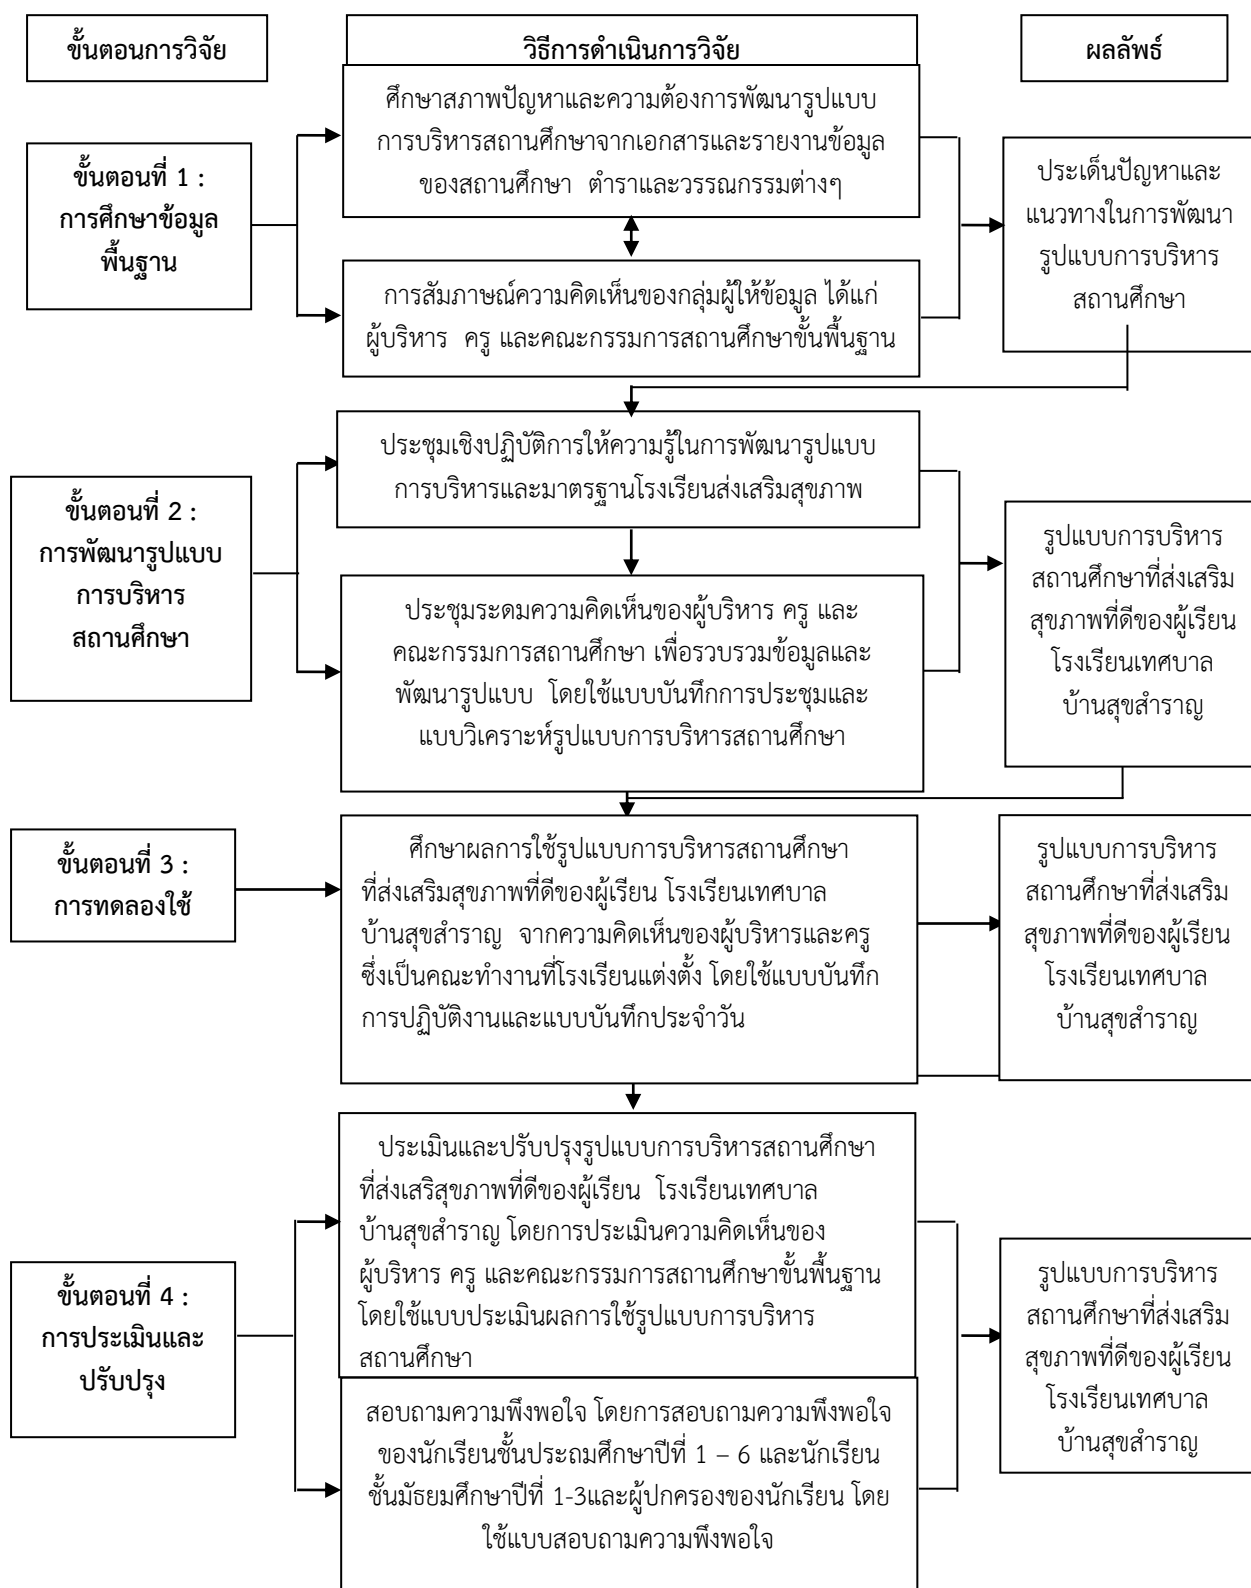 ขั้นตอนการวิจัย
วิธีการดำเนินการวิจัย
ผลลัพธ์
ขั้นตอนที่ 1 :
การศึกษาข้อมูล
พื้นฐาน
ศึกษาสภาพปัญหาและความต้องการพัฒนารูปแบบ
การบริหารสถานศึกษาจากเอกสารและรายงานข้อมูล
ของสถานศึกษา ตำราและวรรณกรรมต่างๆ
การสัมภาษณ์ความคิดเห็นของกลุ่มผู้ให้ข้อมูล ได้แก่
ผู้บริหาร ครู และคณะกรรมการสถานศึกษาขั้นพื้นฐาน
ประเด็นปัญหาและ
แนวทางในการพัฒนา
รูปแบบการบริหาร
สถานศึกษา
ขั้นตอนที่ 2 :
การพัฒนารูปแบบ
การบริหาร
สถานศึกษา
ประชุมเชิงปฏิบัติการให้ความรู้ในการพัฒนารูปแบบ
การบริหารและมาตรฐานโรงเรียนส่งเสริมสุขภาพ
ประชุมระดมความคิดเห็นของผู้บริหาร ครู และ
คณะกรรมการสถานศึกษา เพื่อรวบรวมข้อมูลและ
พัฒนารูปแบบ โดยใช้แบบบันทึกการประชุมและ
แบบวิเคราะห์รูปแบบการบริหารสถานศึกษา
รูปแบบการบริหาร
สถานศึกษาที่ส่งเสริม
สุขภาพที่ดีของผู้เรียน
โรงเรียนเทศบาล
บ้านสุขสำราญ
ขั้นตอนที่ 3 :
การทดลองใช้
ศึกษาผลการใช้รูปแบบการบริหารสถานศึกษา
ที่ส่งเสริมสุขภาพที่ดีของผู้เรียน โรงเรียนเทศบาล
บ้านสุขสำราญ จากความคิดเห็นของผู้บริหารและครู
ซึ่งเป็นคณะทำงานที่โรงเรียนแต่งตั้ง โดยใช้แบบบันทึก
การปฏิบัติงานและแบบบันทึกประจำวัน
รูปแบบการบริหาร
สถานศึกษาที่ส่งเสริม
สุขภาพที่ดีของผู้เรียน
โรงเรียนเทศบาล
บ้านสุขสำราญ
ขั้นตอนที่ 4 :
การประเมินและ
ปรับปรุง
ประเมินและปรับปรุงรูปแบบการบริหารสถานศึกษา
ที่ส่งเสริสุขภาพที่ดีของผู้เรียน โรงเรียนเทศบาล
บ้านสุขสำราญ โดยการประเมินความคิดเห็นของ
ผู้บริหาร ครู และคณะกรรมการสถานศึกษาขั้นพื้นฐาน
โดยใช้แบบประเมินผลการใช้รูปแบบการบริหาร
สถานศึกษา
สอบถามความพึงพอใจ โดยการสอบถามความพึงพอใจ
ของนักเรียนชั้นประถมศึกษาปีที่ 1 – 6 และนักเรียน
ชั้นมัธยมศึกษาปีที่ 1-3และผู้ปกครองของนักเรียน โดย
ใช้แบบสอบถามความพึงพอใจ
รูปแบบการบริหาร
สถานศึกษาที่ส่งเสริม
สุขภาพที่ดีของผู้เรียน
โรงเรียนเทศบาล
บ้านสุขสำราญ